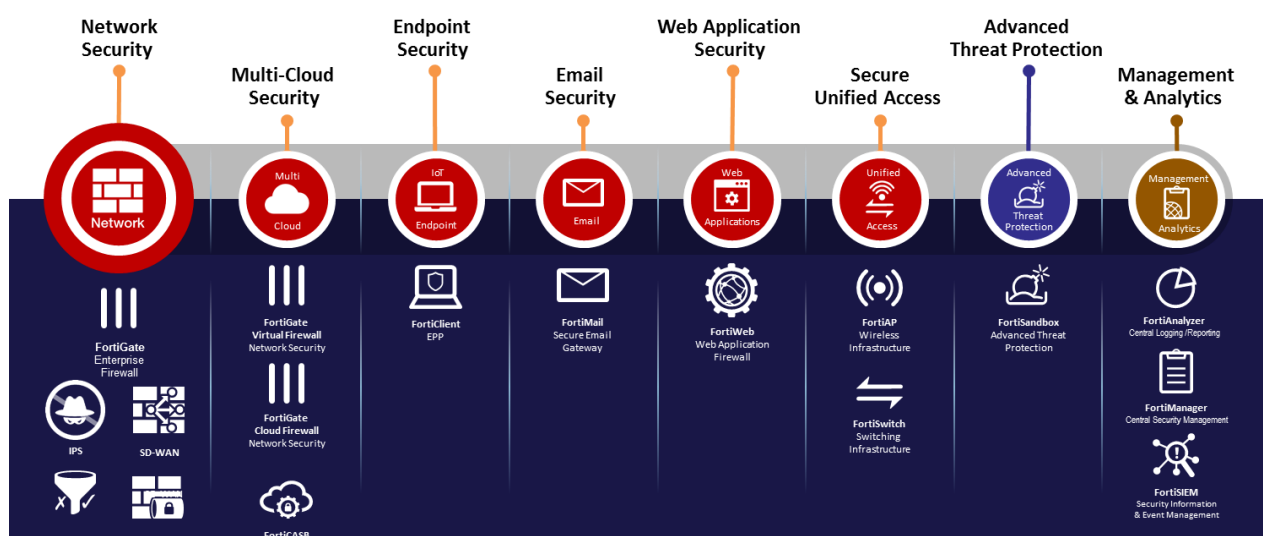 Network
Security
Multi-Cloud
Security
Endpoint
Security
Email
Security
Web Application
Security
Secure
Unified Access
Advanced
Threat Protection
Management
& Analytics
Network
Multi
Cloud
IoT
Endpoint
Email
Web
Applications
Unified
Access
Advanced
Threat
Protection
Management
Analytics
FortiGate
Enterprise
Firewall
IPS
SD-WAN
FortiGate
Virtual Firewall
Network Security
FortiGate
Cloud Firewall
Network Security
FortiCASB
FortiClient
EPP
FortiMail
Secure Email
Gateway
FortiWeb
Web Application
Firewall
FortiAP
Wireless
Infrastructure
FortiSwitch
Switching
Infrastructure
FortiSandbox
Advanced Threat
Protection
FortiAnalyzer
Central Logging /Reporting
FortiManager
Central Security Management
FortiSIEM
Security Information
& Event Management